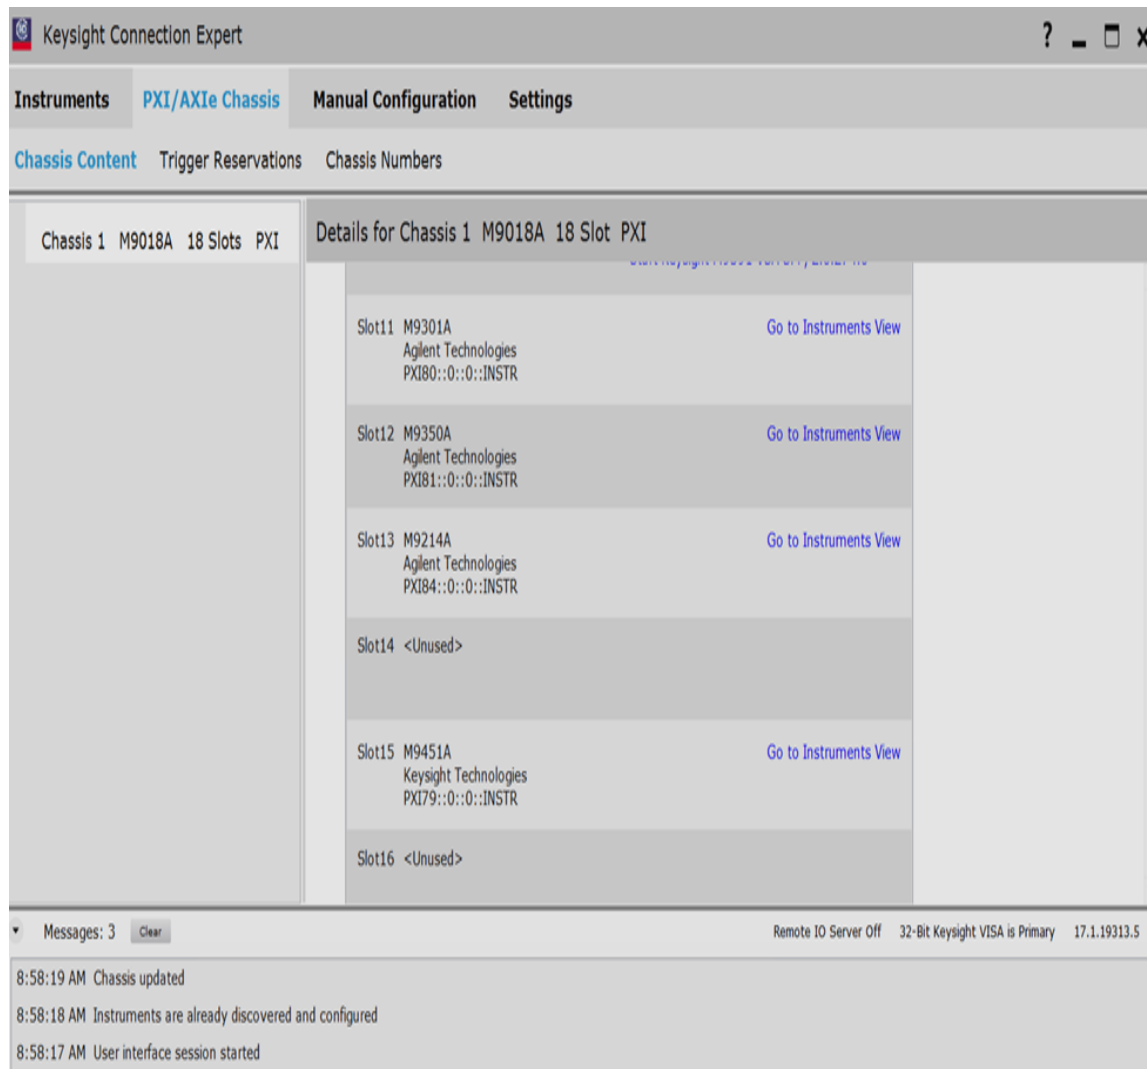 Keysight Connection Expert
?
Instruments PXI/AXIe Chassis Manual Configuration Settings
Chassis Content Trigger Reservations Chassis Numbers
Chassis 1 M9018A 18 Slots PXI
Details for Chassis 1 M9018A 18 Slot PXI
Slot11 M9301A Go to Instruments View
Agilent Technologies
PXI80::0::0::INSTR
Slot12 M9350A Go to Instruments View
Agilent Technologies
PXI81::0::0::INSTR
Slot13 M9214A Go to Instruments View
Agilent Technologies
PXI84::0::0::INSTR
Slot14 <Unused>
Slot15 M9451A Go to Instruments View
Keysight Technologies
PXI79::0::0::INSTR
Slot16 <Unused>
Messages: 3 Clear
Remote IO Server Off 32-Bit Keysight VISA is Primary 17.1.19313.5
8:58:19 AM Chassis updated
8:58:18 AM Instruments are already discovered and configured
8:58:17 AM User interface session started